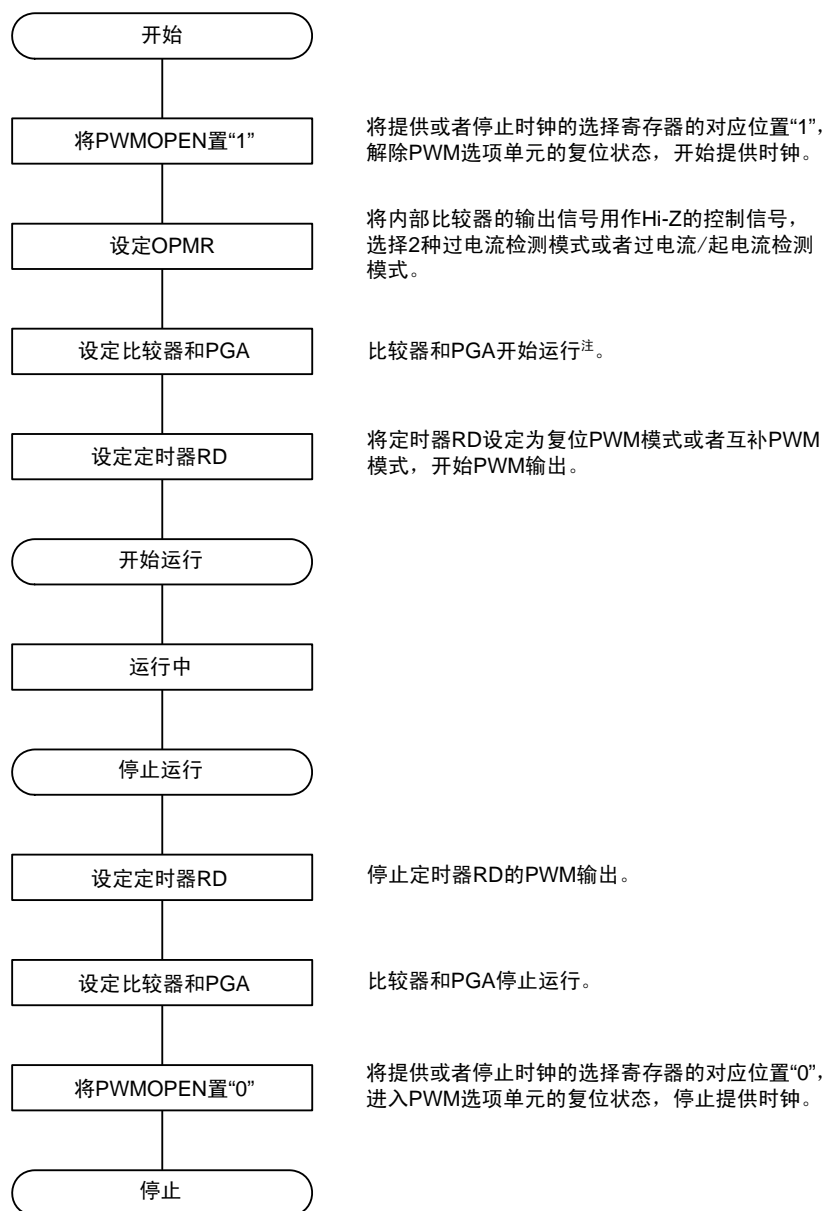 开始
将PWMOPEN置“1”
将提供或者停止时钟的选择寄存器的对应位置“1”，
解除PWM选项单元的复位状态，开始提供时钟。
设定OPMR
将内部比较器的输出信号用作Hi-Z的控制信号，
选择2种过电流检测模式或者过电流/起电流检测
模式。
设定比较器和PGA
比较器和PGA开始运行注。
设定定时器RD
将定时器RD设定为复位PWM模式或者互补PWM
模式，开始PWM输出。
开始运行
运行中
停止运行
设定定时器RD
停止定时器RD的PWM输出。
设定比较器和PGA
比较器和PGA停止运行。
将PWMOPEN置“0”
将提供或者停止时钟的选择寄存器的对应位置“0”，
进入PWM选项单元的复位状态，停止提供时钟。
停止